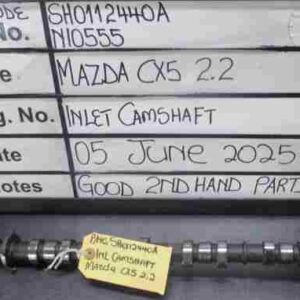 ODE SH0112440A
No. N10555
e MAZDA CX5 2.2
g. No. INLET CAMSHAFT
ate 05 June 2025
otes GOOD 2ND HAND PART
SH0112440A
INL CAMSHAFT
Mazda CX5 2.2